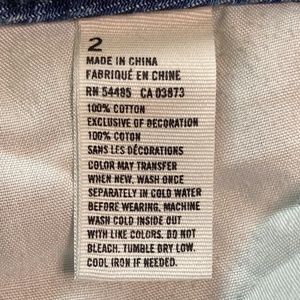 2
MADE IN CHINA
FABRIQUÉ EN CHINE
RN 54485 CA 03873
100% COTTON
EXCLUSIVE OF DECORATION
100% COTON
SANS LES DÉCORATIONS
COLOR MAY TRANSFER
WHEN NEW. WASH ONCE
SEPARATELY IN COLD WATER
BEFORE WEARING. MACHINE
WASH COLD INSIDE OUT
WITH LIKE COLORS. DO NOT
BLEACH. TUMBLE DRY LOW.
COOL IRON IF NEEDED.